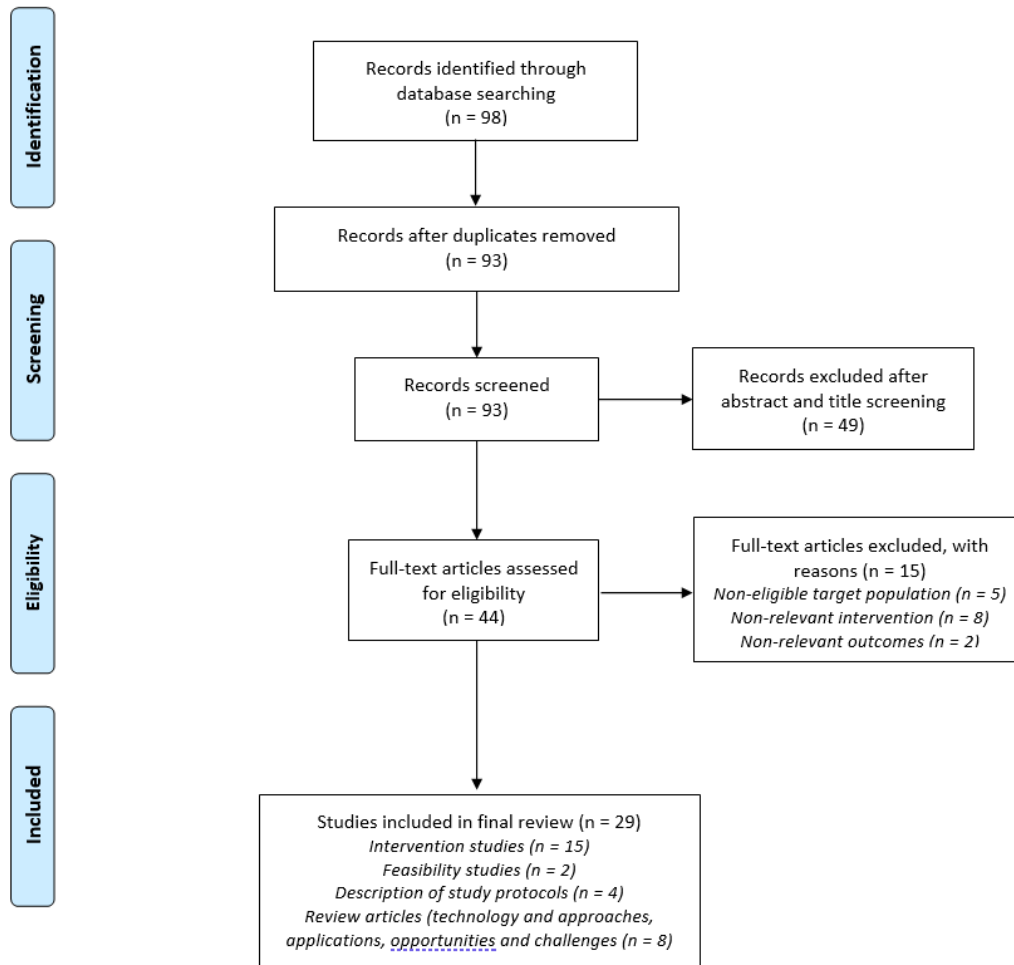 Identification
Records identified through
database searching
(n = 98)
Records after duplicates removed
(n = 93)
Screening
Records screened
(n = 93)
Records excluded after
abstract and title screening
(n = 49)
Eligibility
Full-text articles assessed
for eligibility
(n = 44)
Full-text articles excluded, with
reasons (n = 15)
Non-eligible target population (n = 5)
Non-relevant intervention (n = 8)
Non-relevant outcomes (n = 2)
Included
Studies included in final review (n = 29)
Intervention studies (n = 15)
Feasibility studies (n = 2)
Description of study protocols (n = 4)
Review articles (technology and approaches,
applications, opportunities and challenges (n = 8)